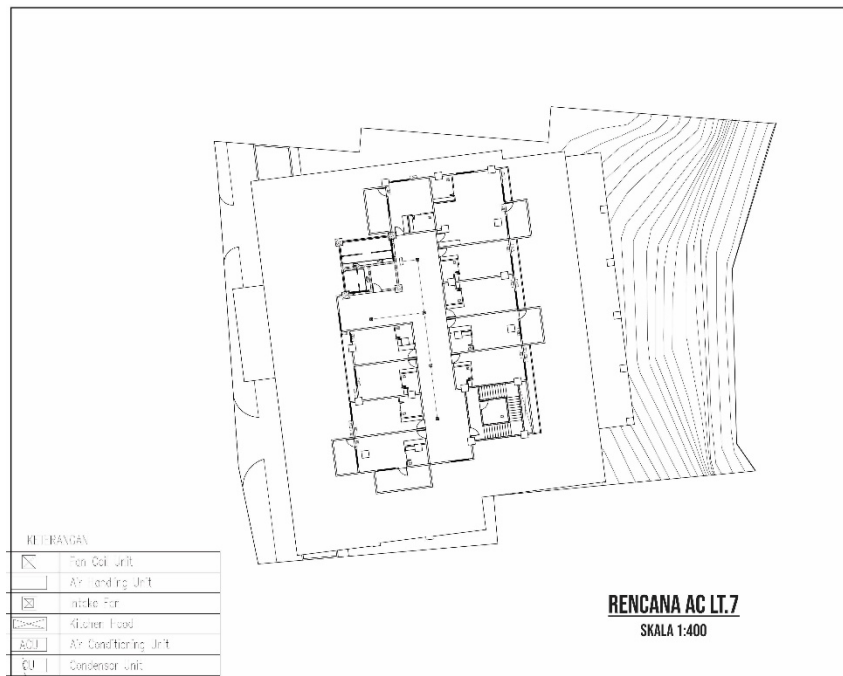 KETERANGAN
Fan Coil Unit
Air Handling Unit
Intake Fan
Kitchen Hood
ACU Air Conditioning Unit
CU Condensor Unit
RENCANA AC LT.7
SKALA 1:400